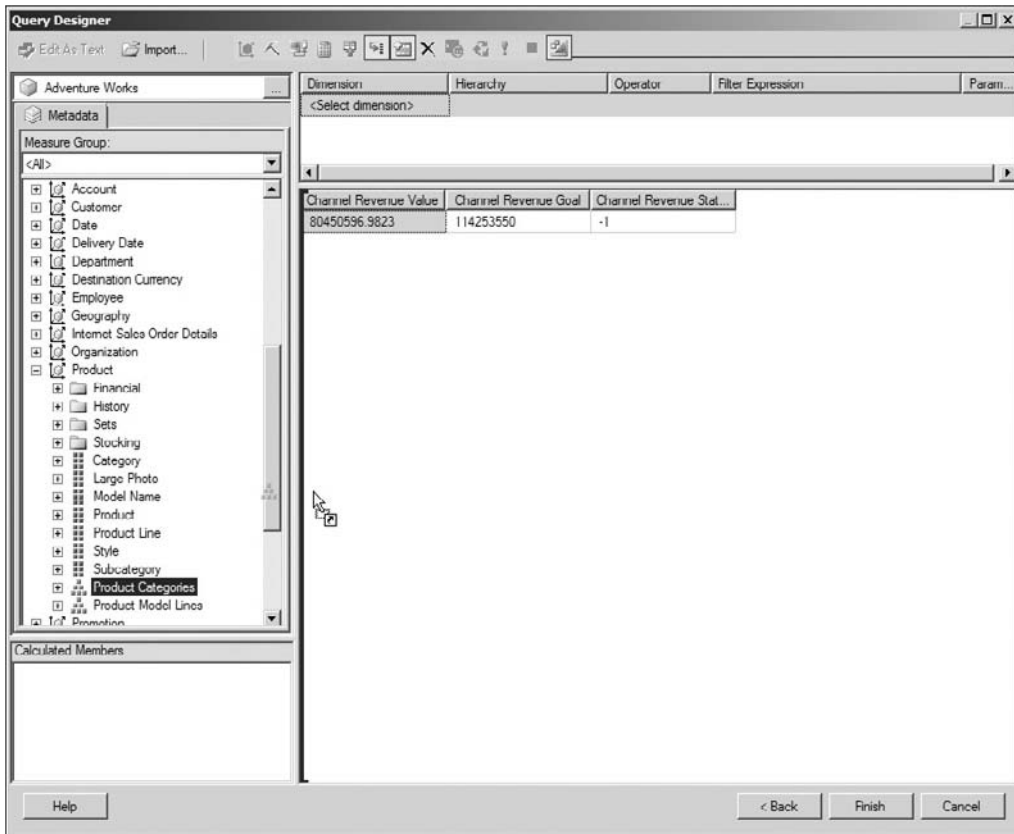 Query Designer
Edit As Text Import...
Adventure Works ...
Metadata
Measure Group:
<All>
Account
Customer
Date
Delivery Date
Department
Destination Currency
Employee
Geography
Internet Sales Order Details
Organization
Product
Financial
History
Sets
Stocking
Category
Large Photo
Model Name
Product
Product Line
Style
Subcategory
Product Categories
Product Model Lines
Promotion
Calculated Members
Dimension Hierarchy Operator Filter Expression Param...
<Select dimension>
Channel Revenue Value Channel Revenue Goal Channel Revenue Stat...
80450596.9823 114253550 -1
Help < Back Finish Cancel